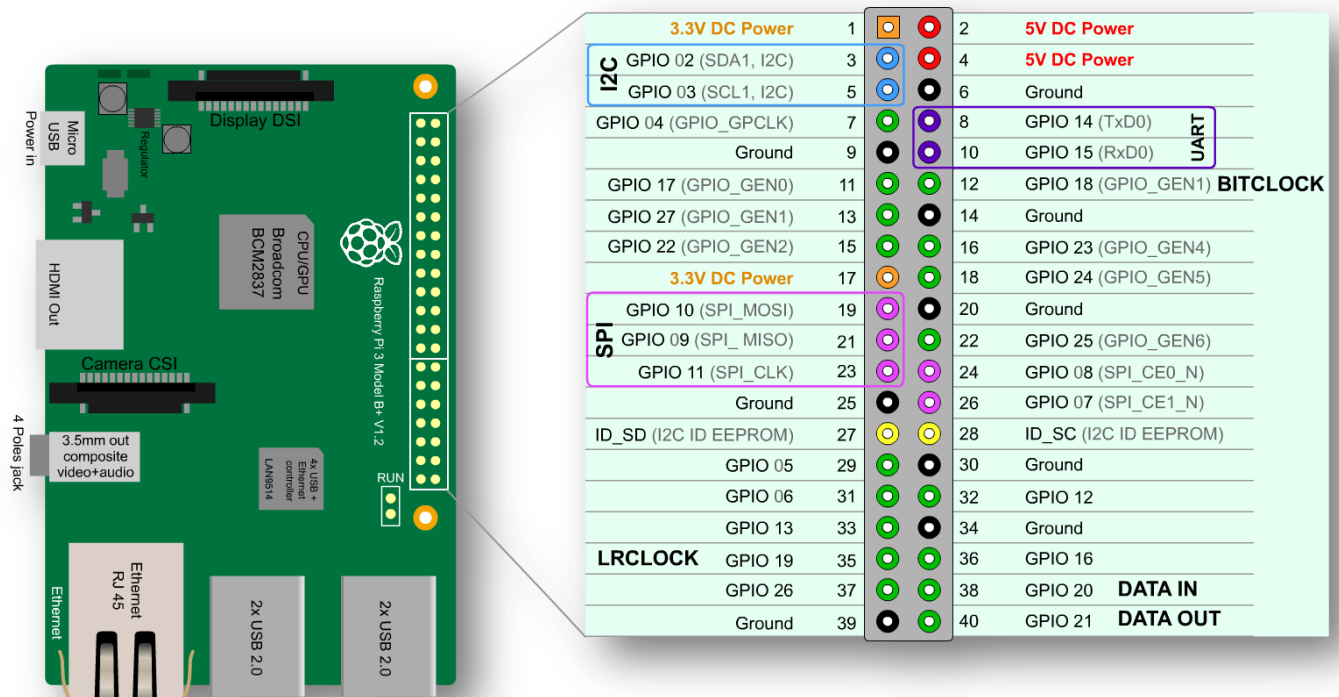 Display DSI
Micro
USB
Power in
Regulator
CPU/GPU
Broadcom
BCM2837
HDMI Out
Raspberry Pi 3 Model B+ V1.2
Camera CSI
3.5mm out
composite
video+audio
4 Poles jack
4x USB +
Ethernet
controller
LAN9514
RUN
Ethernet
Ethernet
RJ 45
2x USB 2.0
2x USB 2.0
3.3V DC Power 1 2 5V DC Power
I2C
GPIO 02 (SDA1, I2C) 3 4 5V DC Power
GPIO 03 (SCL1, I2C) 5 6 Ground
GPIO 04 (GPIO_GPCLK) 7 8 GPIO 14 (TxD0)
UART
Ground 9 10 GPIO 15 (RxD0)
GPIO 17 (GPIO_GEN0) 11 12 GPIO 18 (GPIO_GEN1) BITCLOCK
GPIO 27 (GPIO_GEN1) 13 14 Ground
GPIO 22 (GPIO_GEN2) 15 16 GPIO 23 (GPIO_GEN4)
3.3V DC Power 17 18 GPIO 24 (GPIO_GEN5)
SPI
GPIO 10 (SPI_MOSI) 19 20 Ground
GPIO 09 (SPI_ MISO) 21 22 GPIO 25 (GPIO_GEN6)
GPIO 11 (SPI_CLK) 23 24 GPIO 08 (SPI_CE0_N)
Ground 25 26 GPIO 07 (SPI_CE1_N)
ID_SD (I2C ID EEPROM) 27 28 ID_SC (I2C ID EEPROM)
GPIO 05 29 30 Ground
GPIO 06 31 32 GPIO 12
GPIO 13 33 34 Ground
LRCLOCK GPIO 19 35 36 GPIO 16
GPIO 26 37 38 GPIO 20 DATA IN
Ground 39 40 GPIO 21 DATA OUT